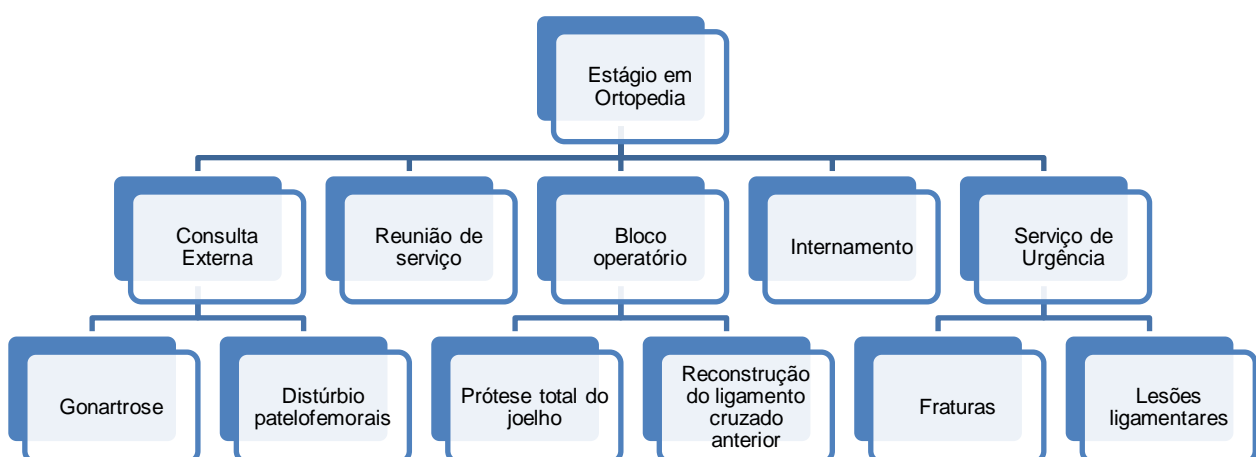 Estágio em
Ortopedia
Consulta
Externa
Reunião de
serviço
Bloco
operatório
Internamento
Serviço de
Urgência
Gonartrose
Distúrbio
patelofemorais
Prótese total do
joelho
Reconstrução
do ligamento
cruzado
anterior
Fraturas
Lesões
ligamentares